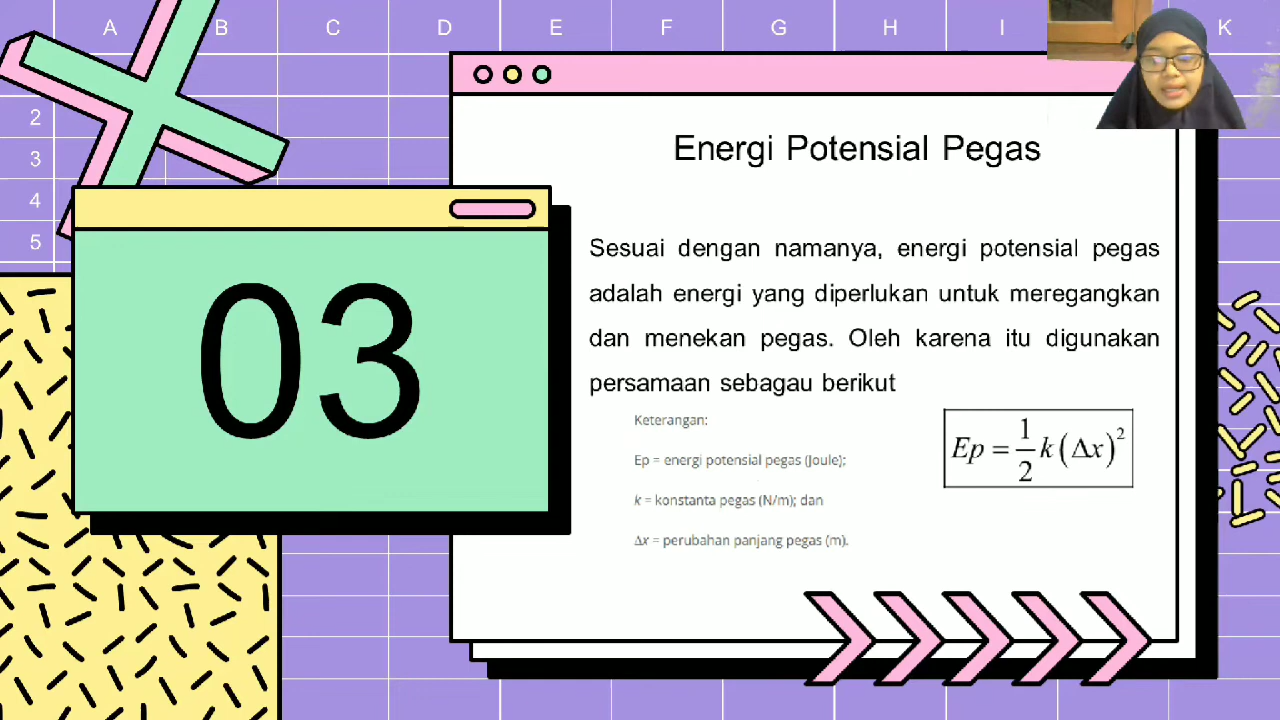 A B C D E F G H I K
2
3
4
5
03
Energi Potensial Pegas
Sesuai dengan namanya, energi potensial pegas
adalah energi yang diperlukan untuk meregangkan
dan menekan pegas. Oleh karena itu digunakan
persamaan sebagau berikut
Keterangan:
Ep = energi potensial pegas (Joule);
k = konstanta pegas (N/m); dan
Δx = perubahan panjang pegas (m).
Ep = 1/2 k (Δx)²